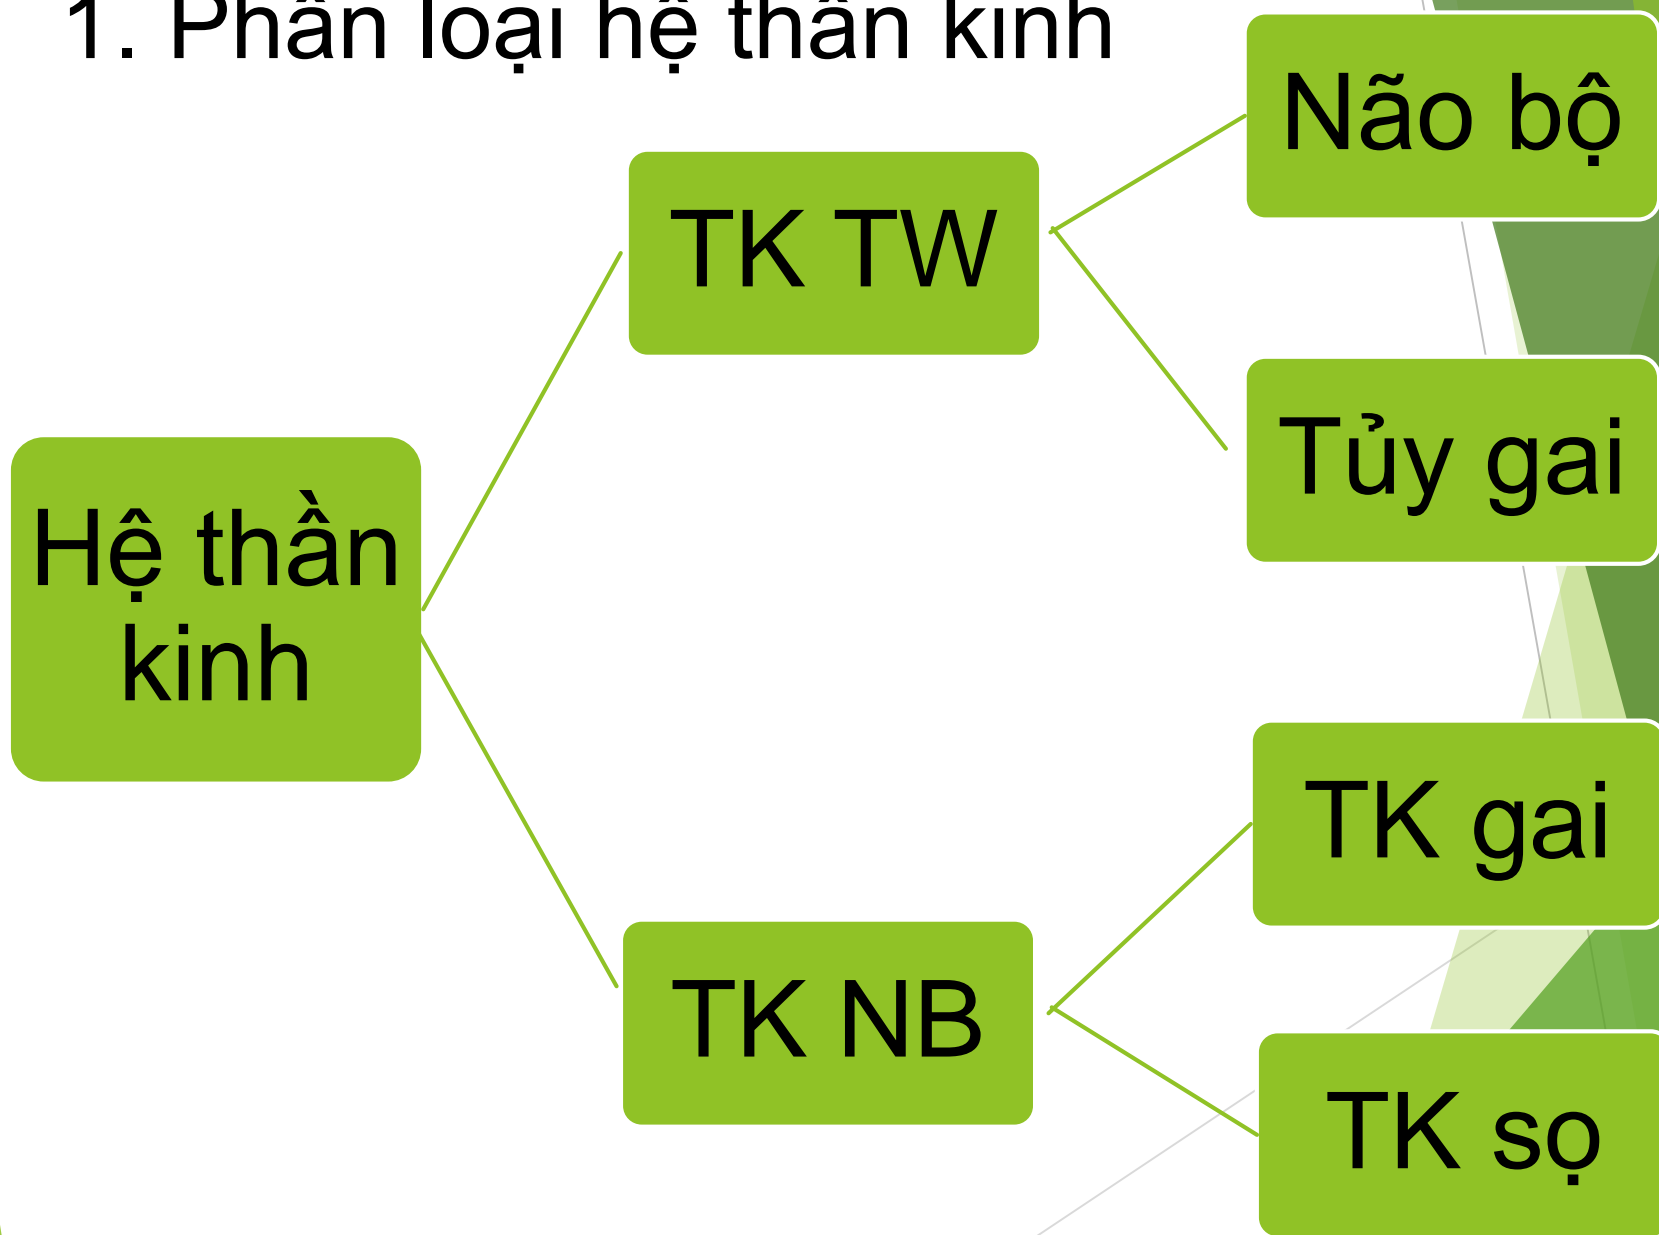 1. Phân loại hệ thần kinh
Não bộ
TK TW
Tủy gai
Hệ thần
kinh
TK gai
TK NB
TK sọ